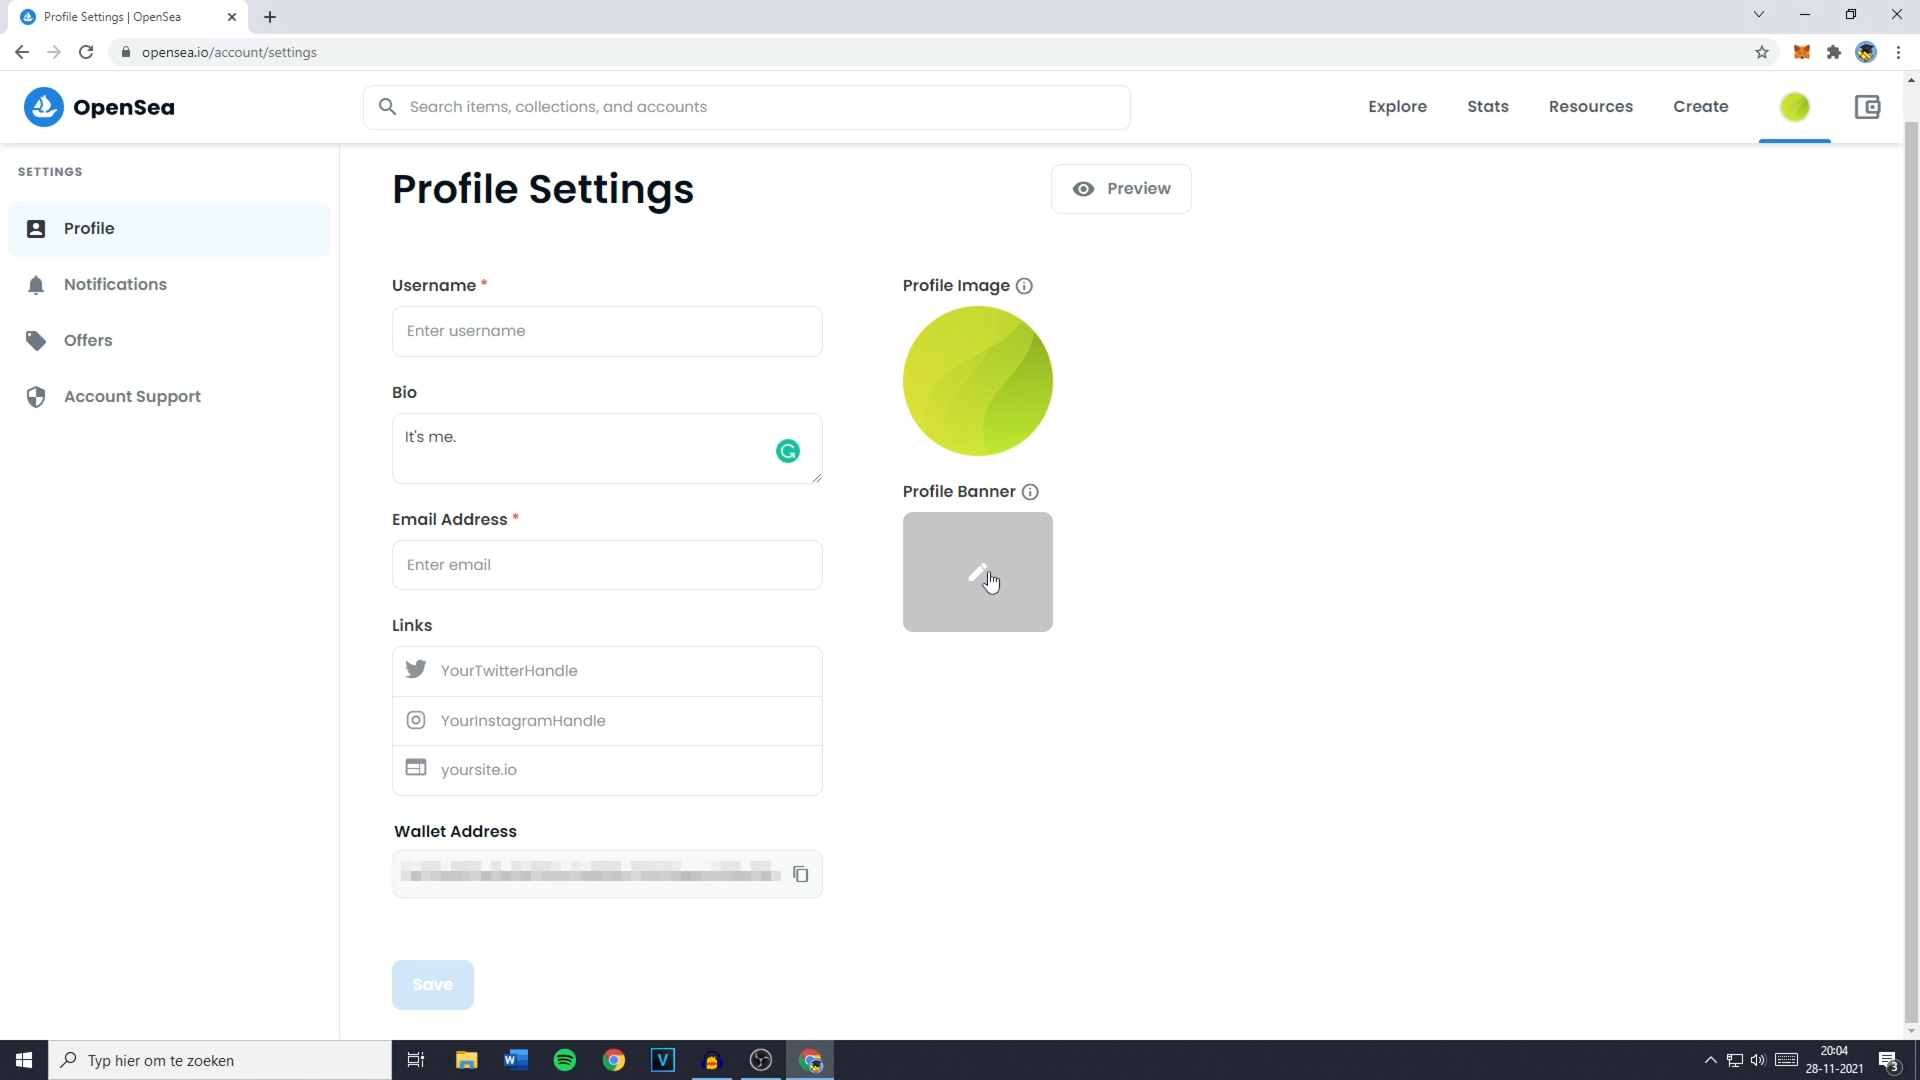 Profile Settings | OpenSea
opensea.io/account/settings
OpenSea
Search items, collections, and accounts
Explore
Stats
Resources
Create
SETTINGS
Profile
Notifications
Offers
Account Support
Profile Settings
Preview
Username *
Enter username
Bio
It's me.
Email Address *
Enter email
Links
YourTwitterHandle
YourInstagramHandle
yoursite.io
Wallet Address
Save
Profile Image
Profile Banner
Typ hier om te zoeken
20:04
28-11-2021
3